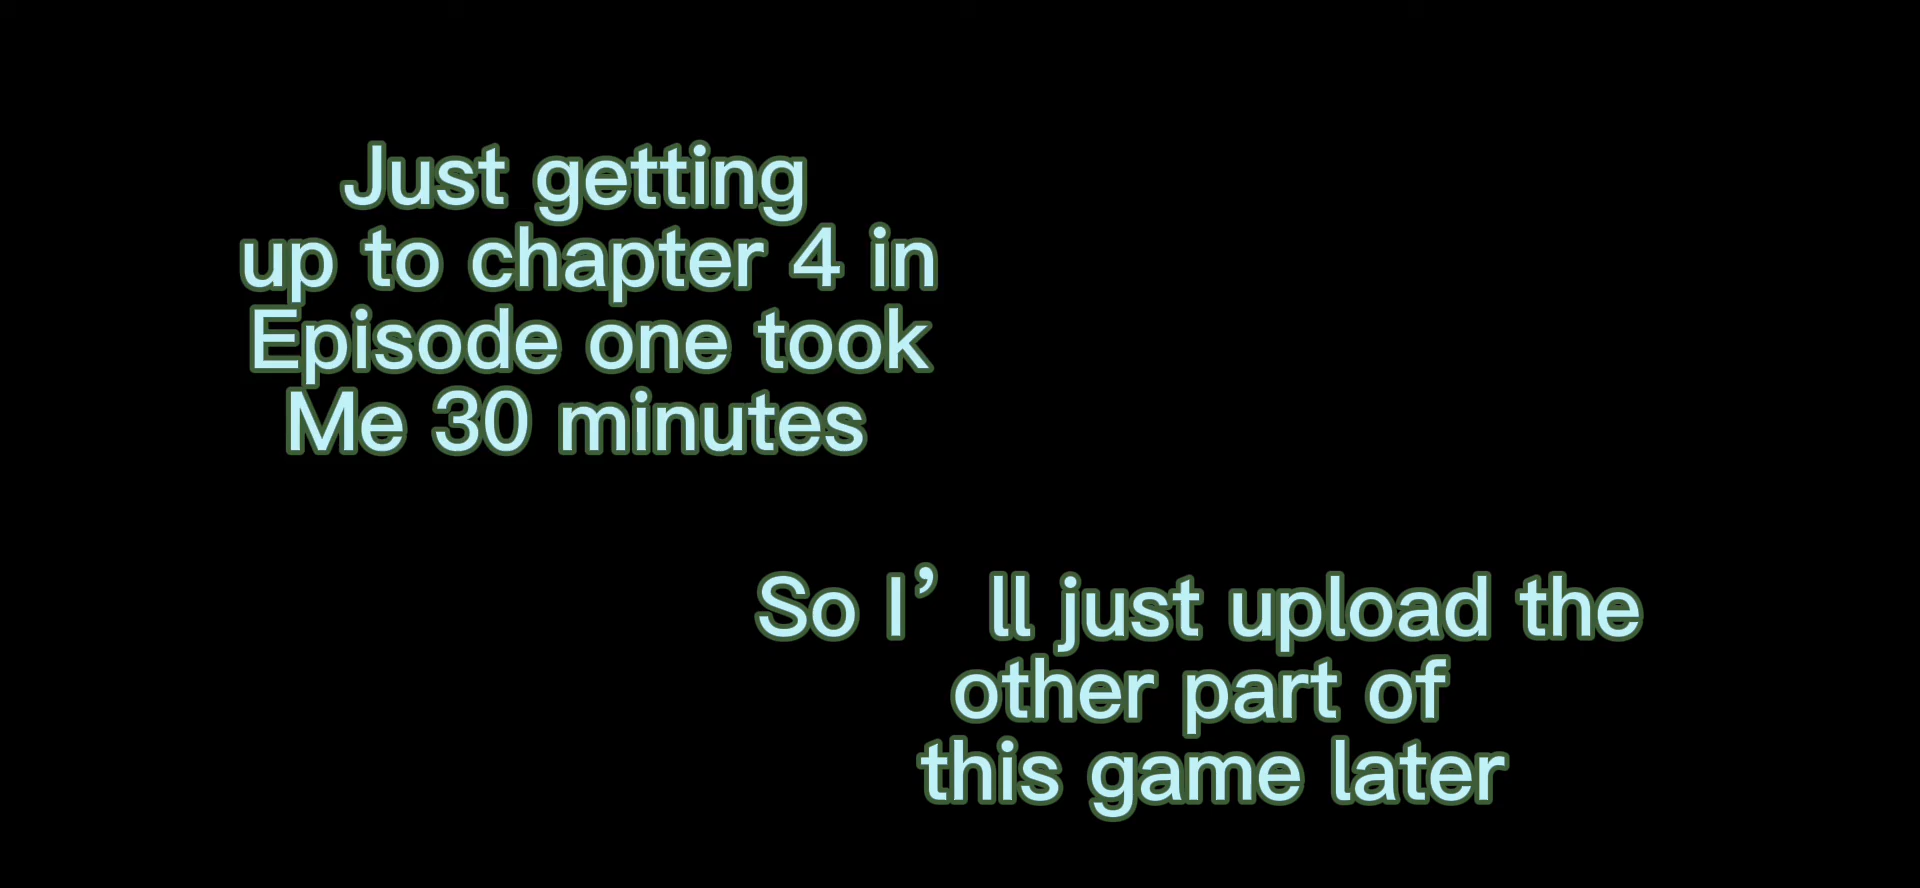 Just getting
up to chapter 4 in
Episode one took
Me 30 minutes
So I’ll just upload the
other part of
this game later